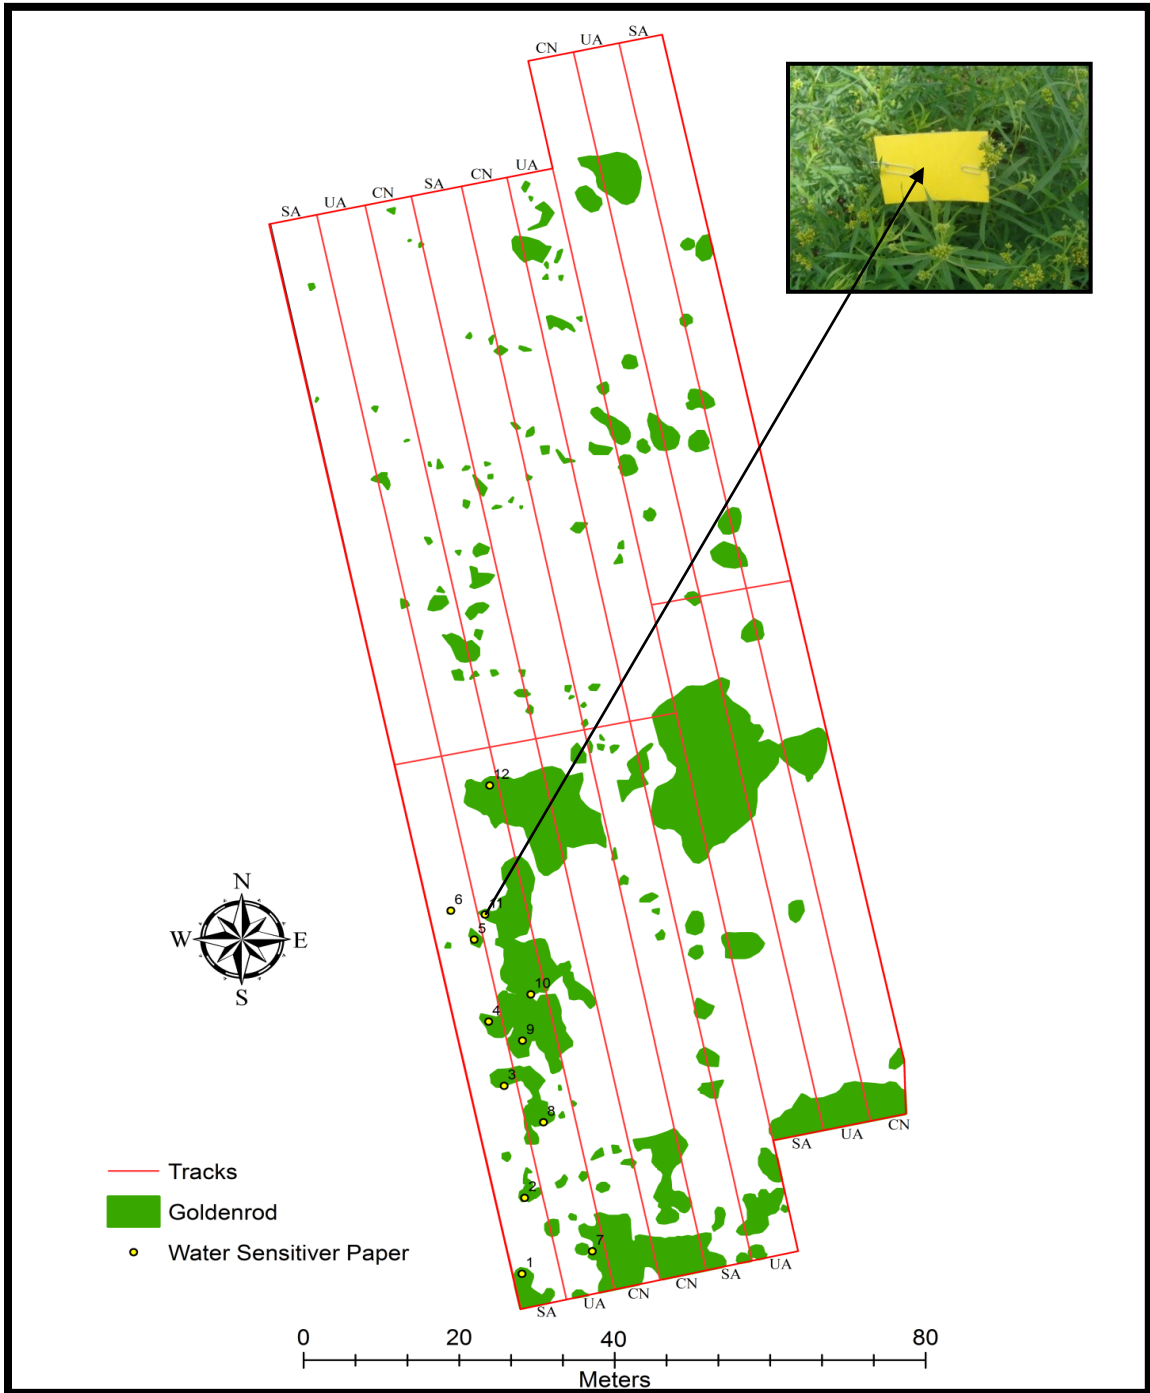 CN UA SA
SA UA CN SA CN UA
12
6
11
5
10
4
9
3
8
2
7
1
N
W E
S
SA UA CN
SA UA CN CN SA UA
Tracks
Goldenrod
Water Sensitiver Paper
0 20 40 80
Meters